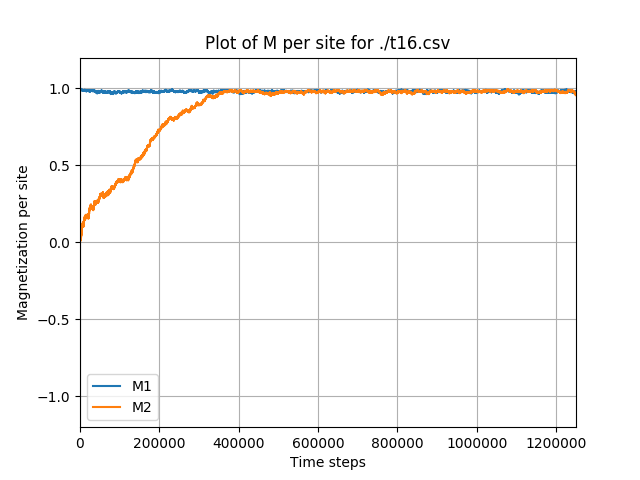 Plot of M per site for ./t16.csv
Magnetization per site
1.0
0.5
0.0
−0.5
−1.0
M1
M2
0 200000 400000 600000 800000 1000000 1200000
Time steps